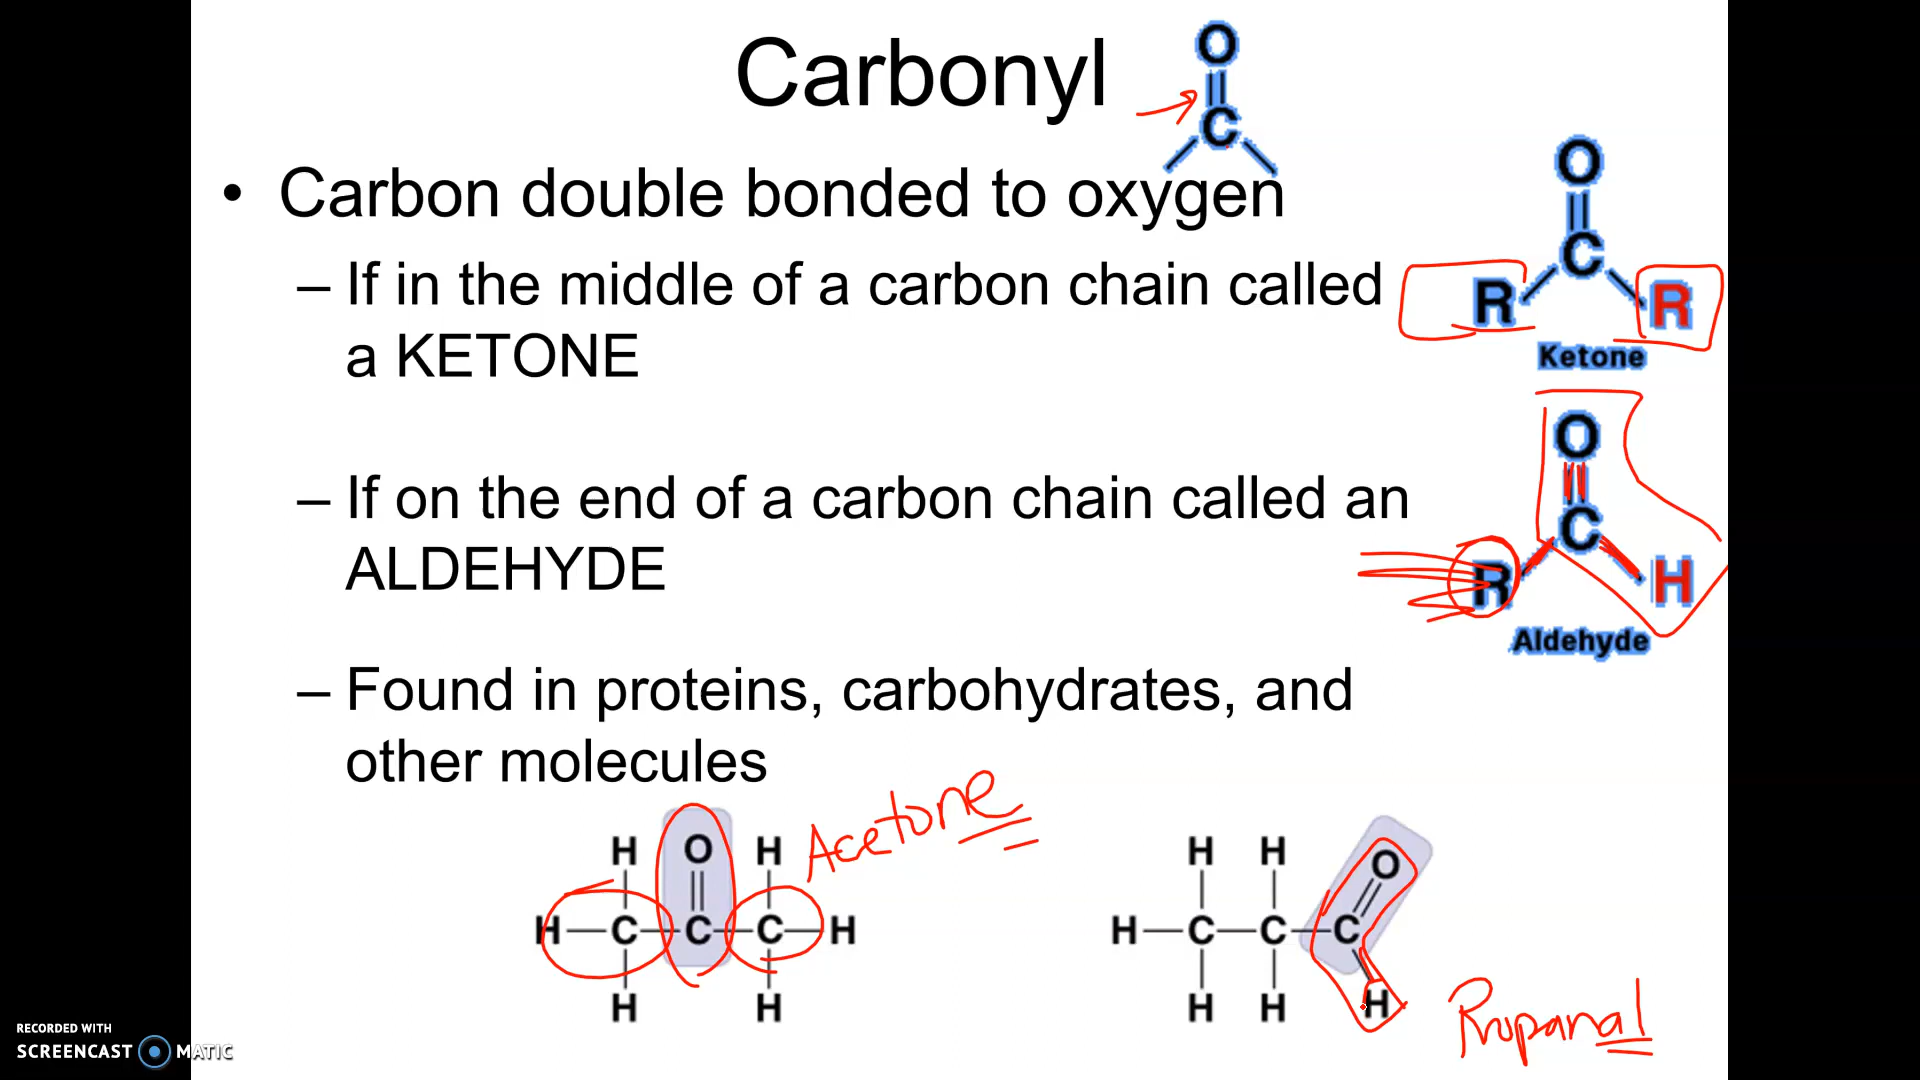 Carbonyl
O
C
• Carbon double bonded to oxygen
– If in the middle of a carbon chain called
a KETONE
O
C
R R
Ketone
– If on the end of a carbon chain called an
ALDEHYDE
O
C
R H
Aldehyde
– Found in proteins, carbohydrates, and
other molecules
Acetone
H O H
H C C C H
H H
H H O
H C C C
H H H
Propanal
RECORDED WITH
SCREENCAST MATIC